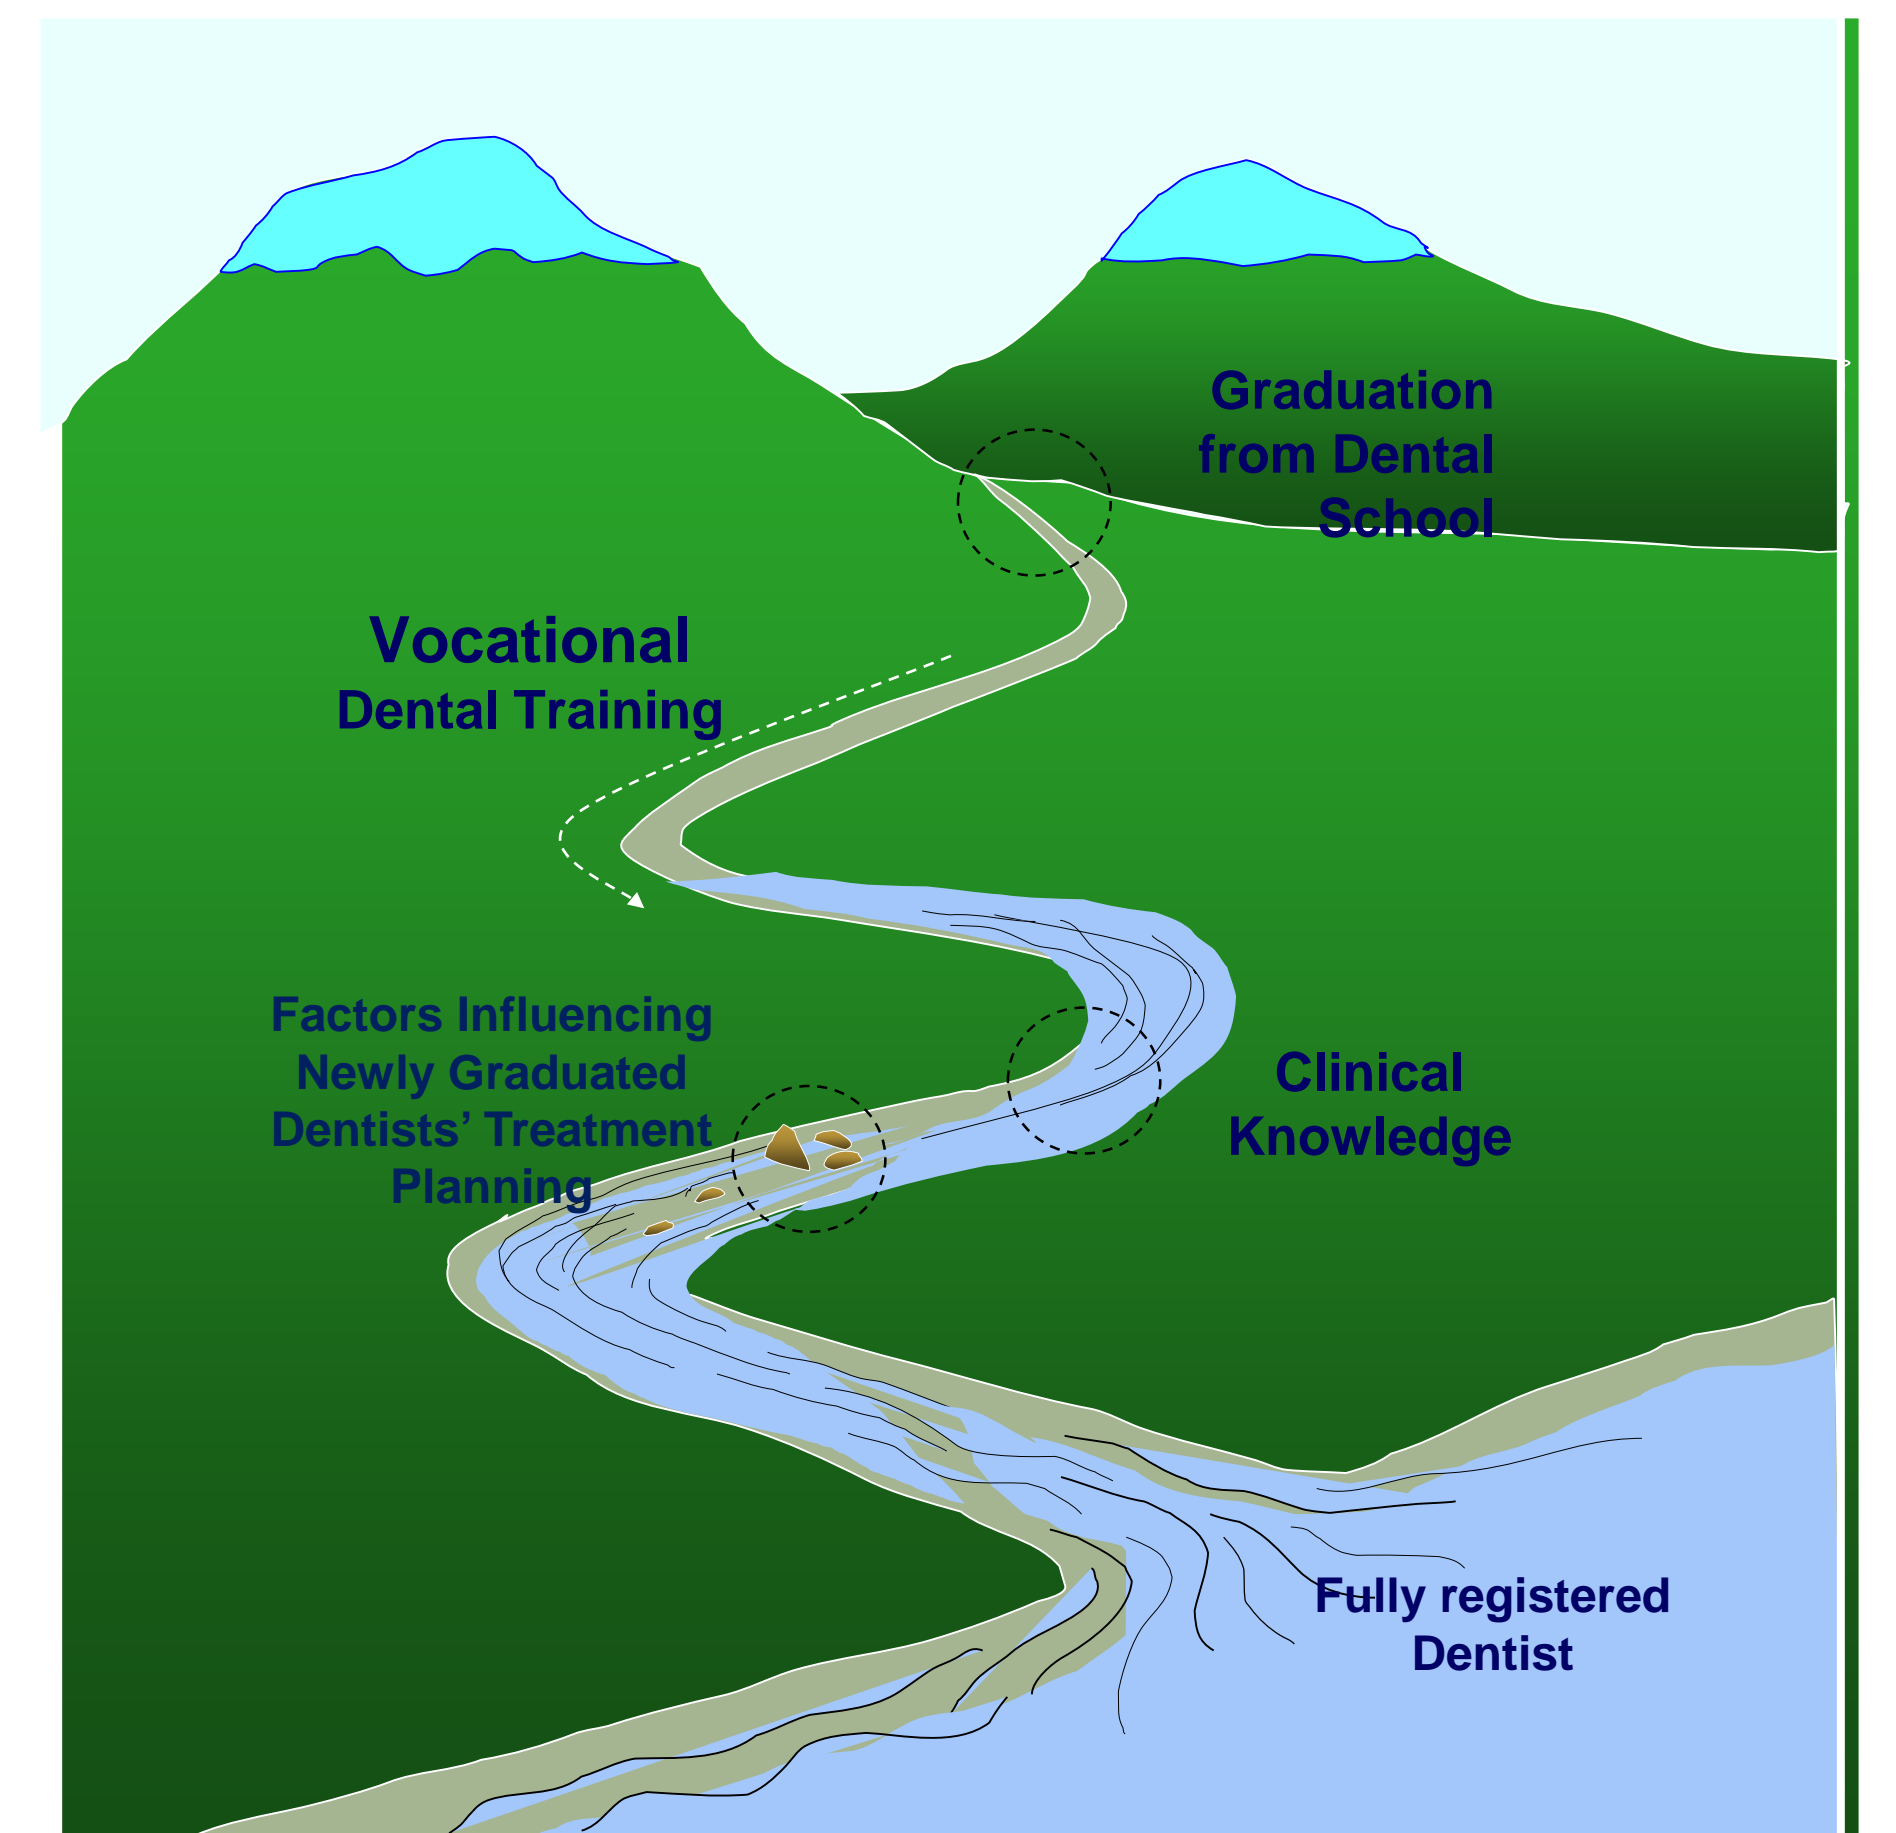 Graduation
from Dental
School
Vocational
Dental Training
Factors Influencing
Newly Graduated
Dentists’ Treatment
Planning
Clinical
Knowledge
Fully registered
Dentist